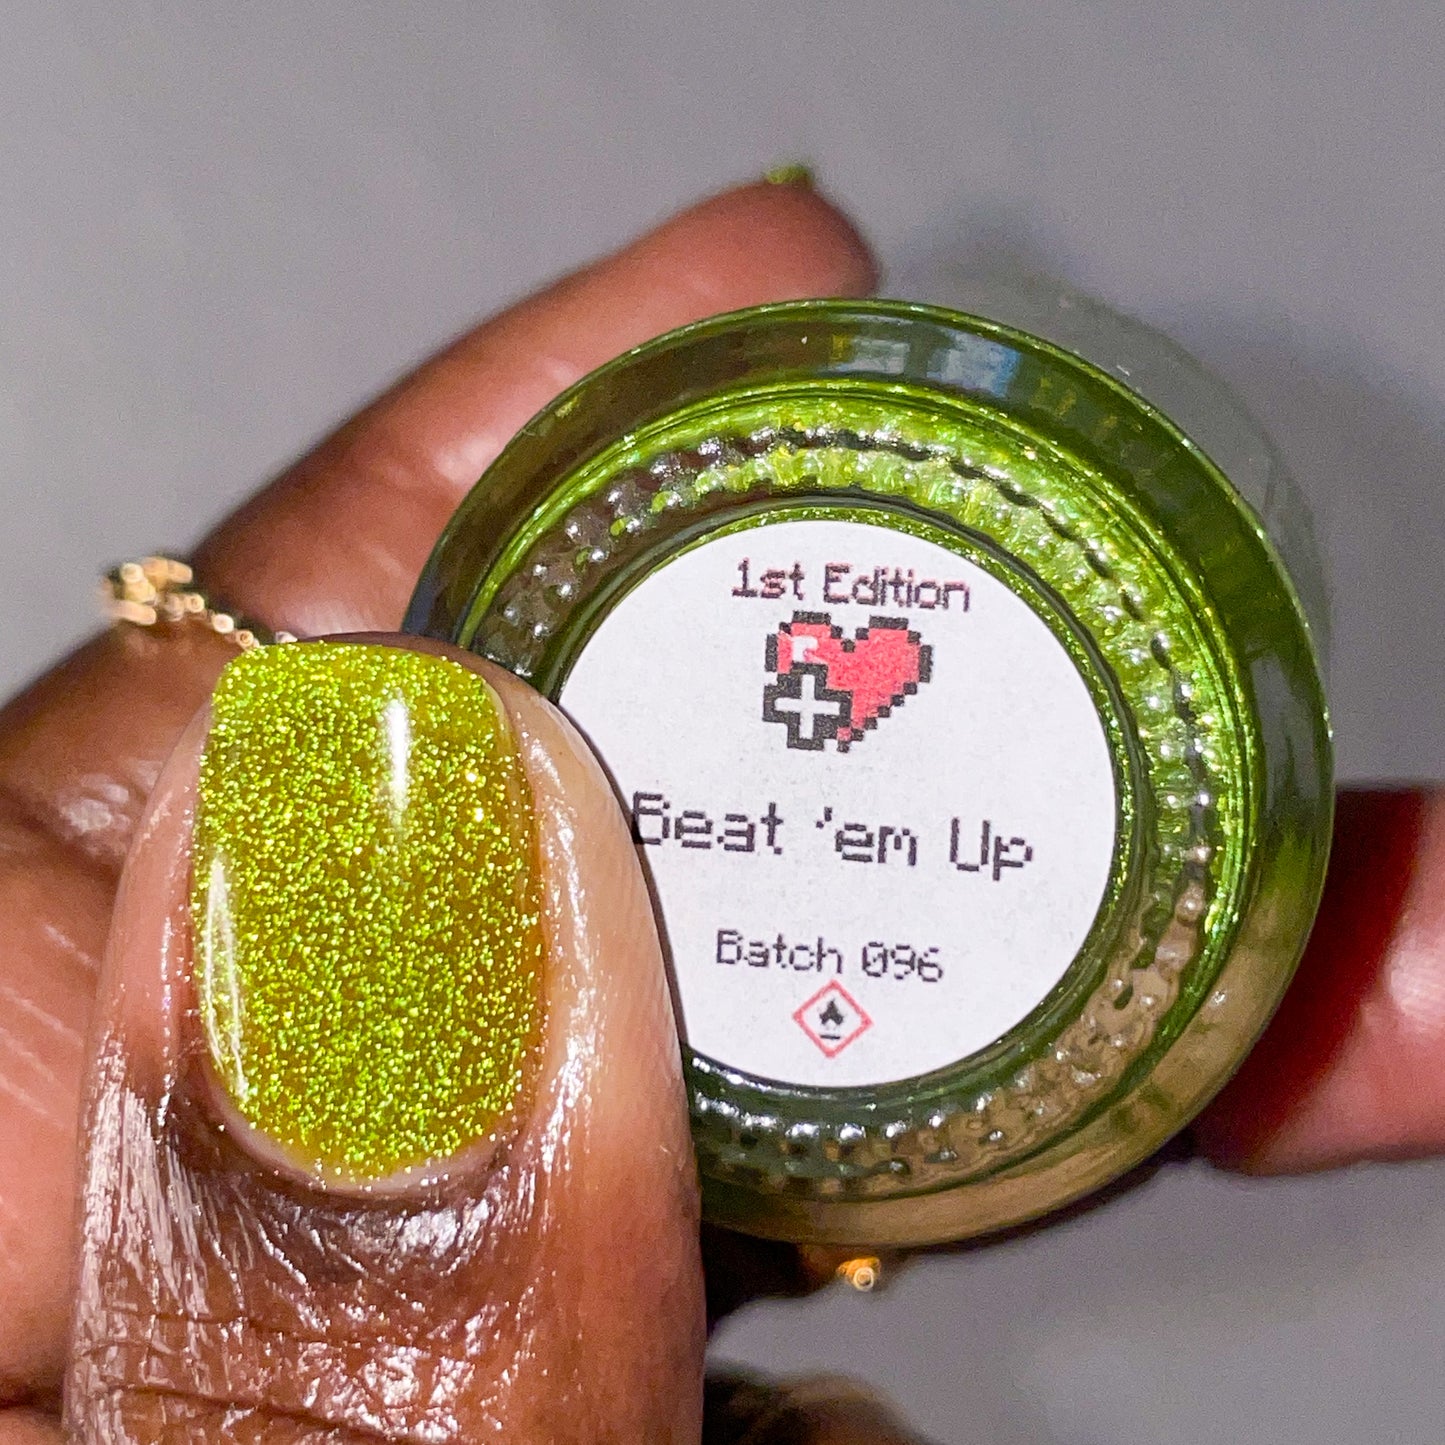 1st Edition
Beat 'em Up
Batch 096